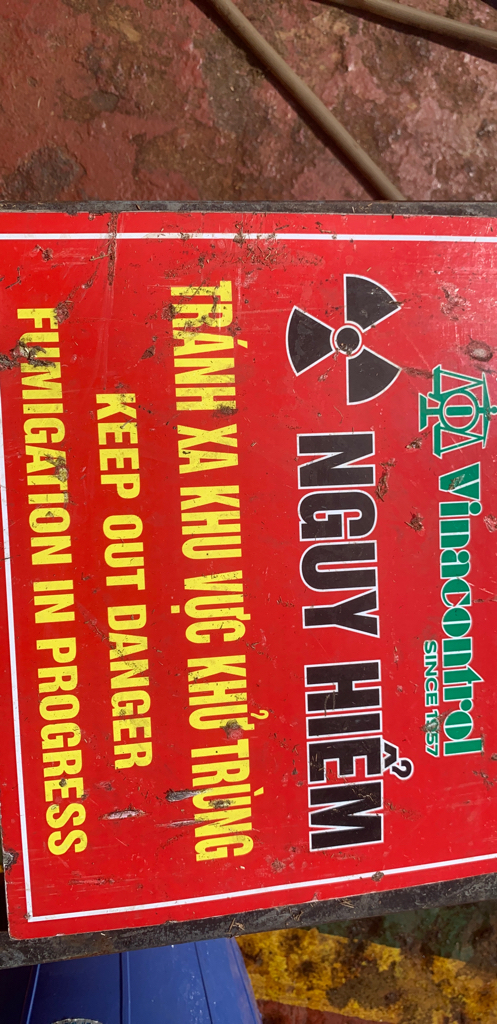 Vinacontrol
SINCE 1957
NGUY HIỂM
TRÁNH XA KHU VỰC KHỬ TRÙNG
KEEP OUT DANGER
FUMIGATION IN PROGRESS